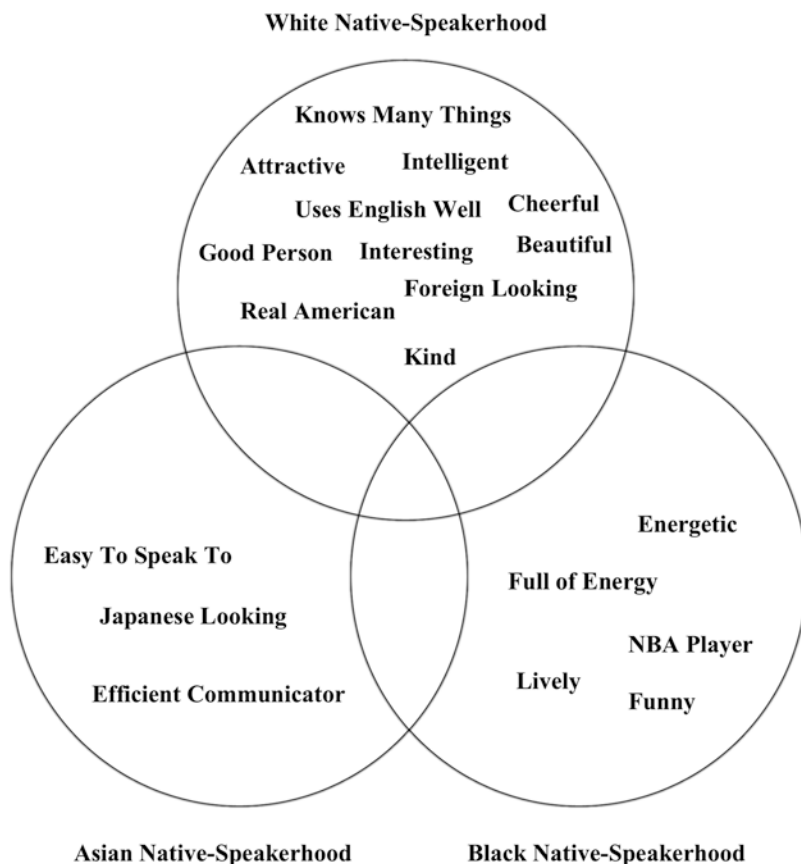 White Native-Speakerhood
Knows Many Things
Attractive
Intelligent
Uses English Well
Cheerful
Good Person
Interesting
Beautiful
Foreign Looking
Real American
Kind
Easy To Speak To
Japanese Looking
Efficient Communicator
Energetic
Full of Energy
NBA Player
Lively
Funny
Asian Native-Speakerhood
Black Native-Speakerhood